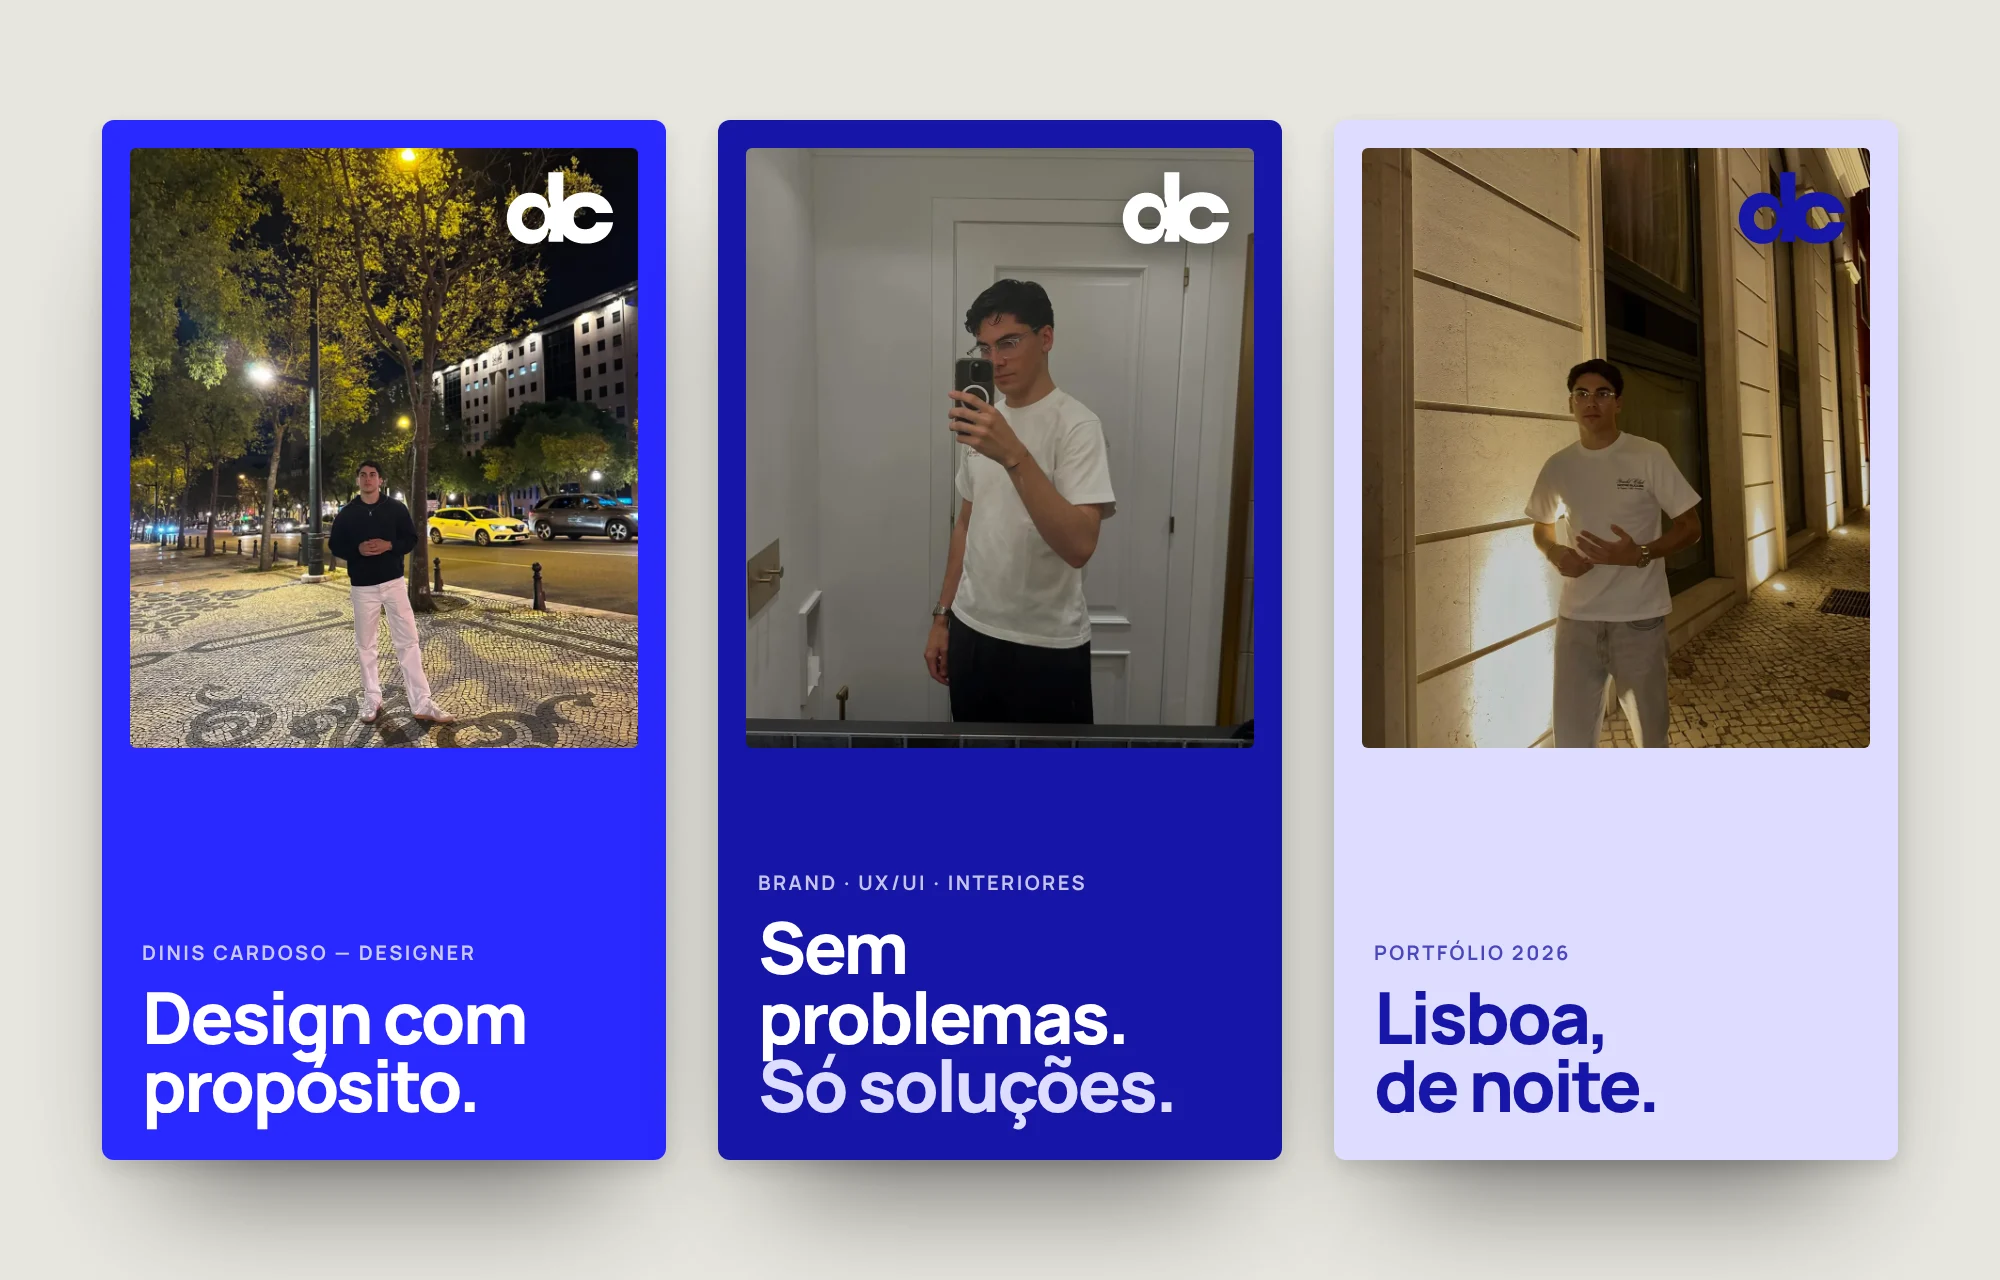 dc
DINIS CARDOSO — DESIGNER
Design com
propósito.
dc
BRAND · UX/UI · INTERIORES
Sem
problemas.
Só soluções.
dc
PORTFÓLIO 2026
Lisboa,
de noite.